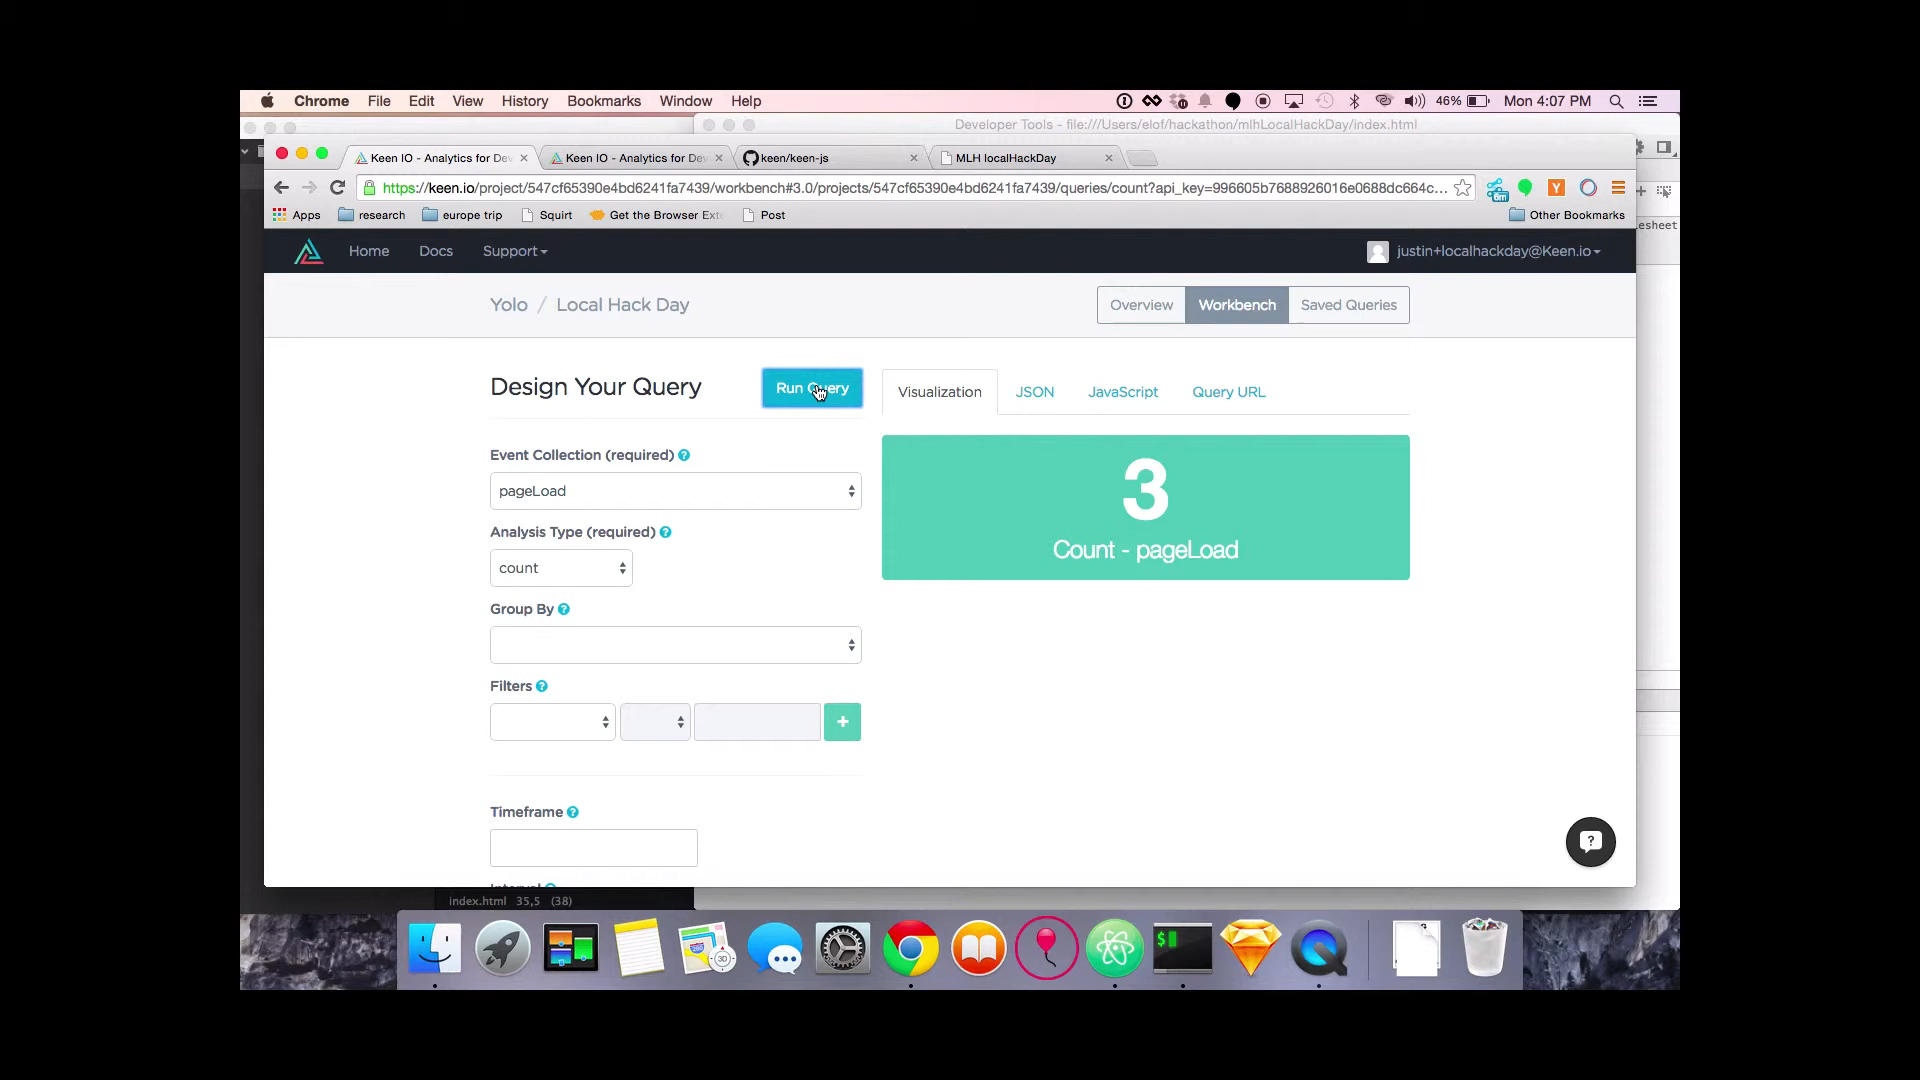 Chrome File Edit View History Bookmarks Window Help 46% Mon 4:07 PM
Developer Tools - file:///Users/elof/hackathon/mlhLocalHackDay/index.html
Keen IO - Analytics for Dev Keen IO - Analytics for Dev keen/keen-js MLH localHackDay
https://keen.io/project/547cf65390e4bd6241fa7439/workbench#3.0/projects/547cf65390e4bd6241fa7439/queries/count?api_key=996605b7688926016e0688dc664c...
Apps research europe trip Squirt Get the Browser Ext Post Other Bookmarks
esheet
Home Docs Support justin+localhackday@Keen.io
Yolo / Local Hack Day
Overview Workbench Saved Queries
Design Your Query
Run Query
Visualization JSON JavaScript Query URL
Event Collection (required) ?
pageLoad
3
Count - pageLoad
Analysis Type (required) ?
count
Group By ?
Filters ?
+
Timeframe ?
Interval
index.html 35,5 (38)